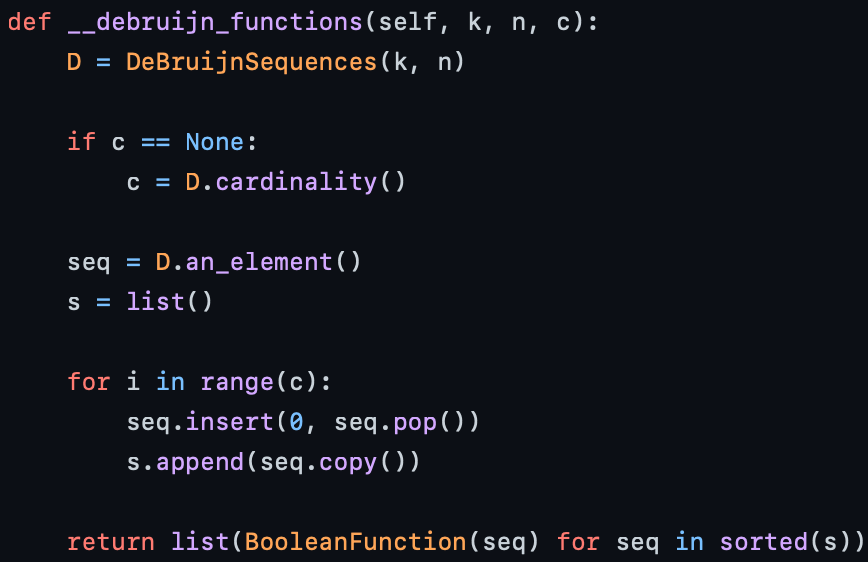 def __debruijn_functions(self, k, n, c):
    D = DeBruijnSequences(k, n)

    if c == None:
        c = D.cardinality()

    seq = D.an_element()
    s = list()

    for i in range(c):
        seq.insert(0, seq.pop())
        s.append(seq.copy())

    return list(BooleanFunction(seq) for seq in sorted(s))